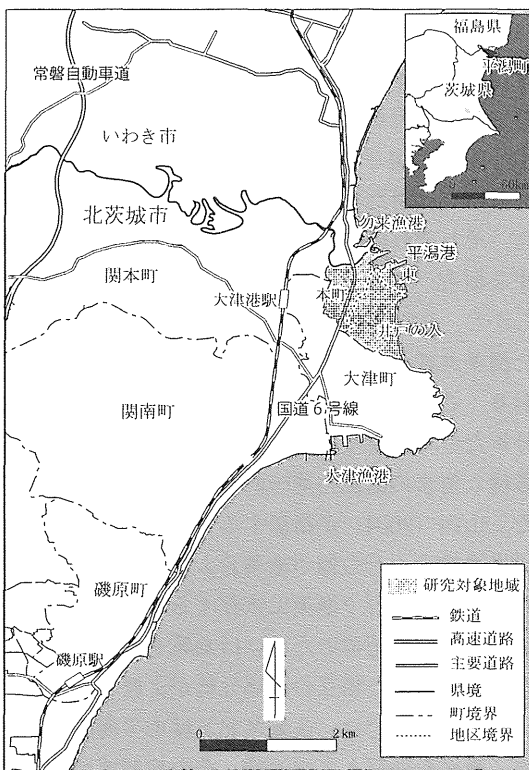 福島県
平潟町
茨城県
0 50km
常磐自動車道
いわき市
北茨城市
勿来漁港
平潟港
関本町
東
大津港駅
本町
井戸の入
大津町
関南町
国道6号線
大津漁港
磯原町
磯原駅
研究対象地域
鉄道
高速道路
主要道路
県境
町境界
地区境界
0 1 2 km